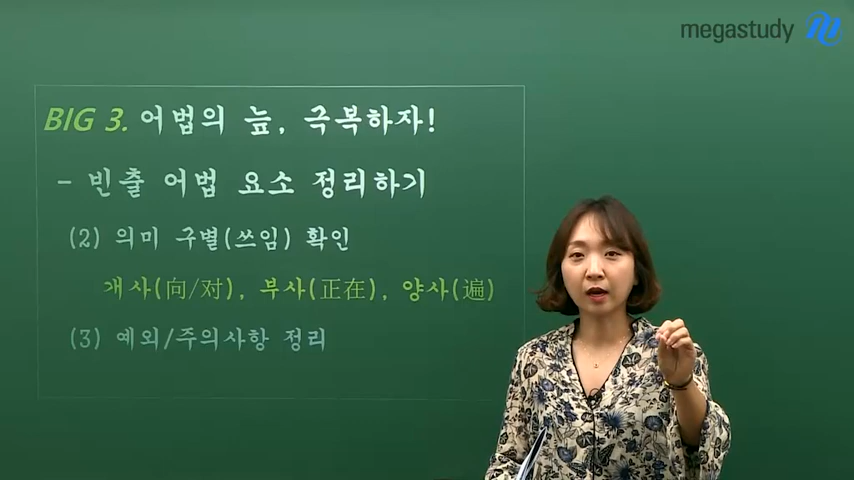 megastudy
BIG 3. 어법의 늪, 극복하자!
- 빈출 어법 요소 정리하기
(2) 의미 구별(쓰임) 확인
개사(向/对), 부사(正在), 양사(遍)
(3) 예외/주의사항 정리